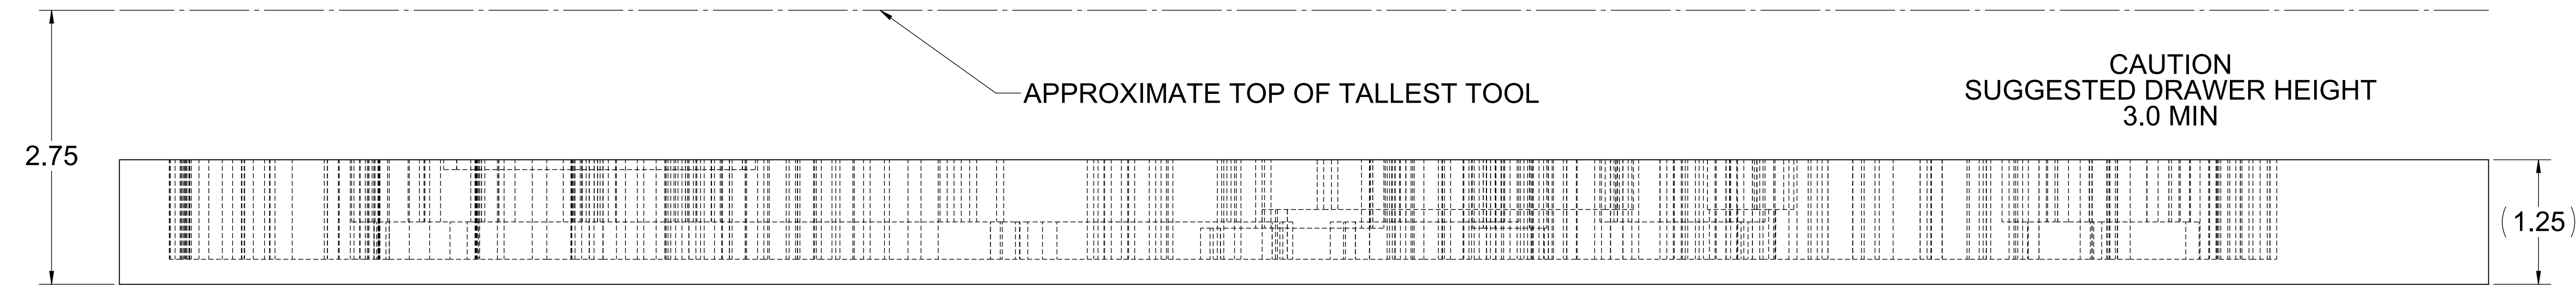 APPROXIMATE TOP OF TALLEST TOOL
CAUTION
SUGGESTED DRAWER HEIGHT
3.0 MIN
2.75
(1.25)